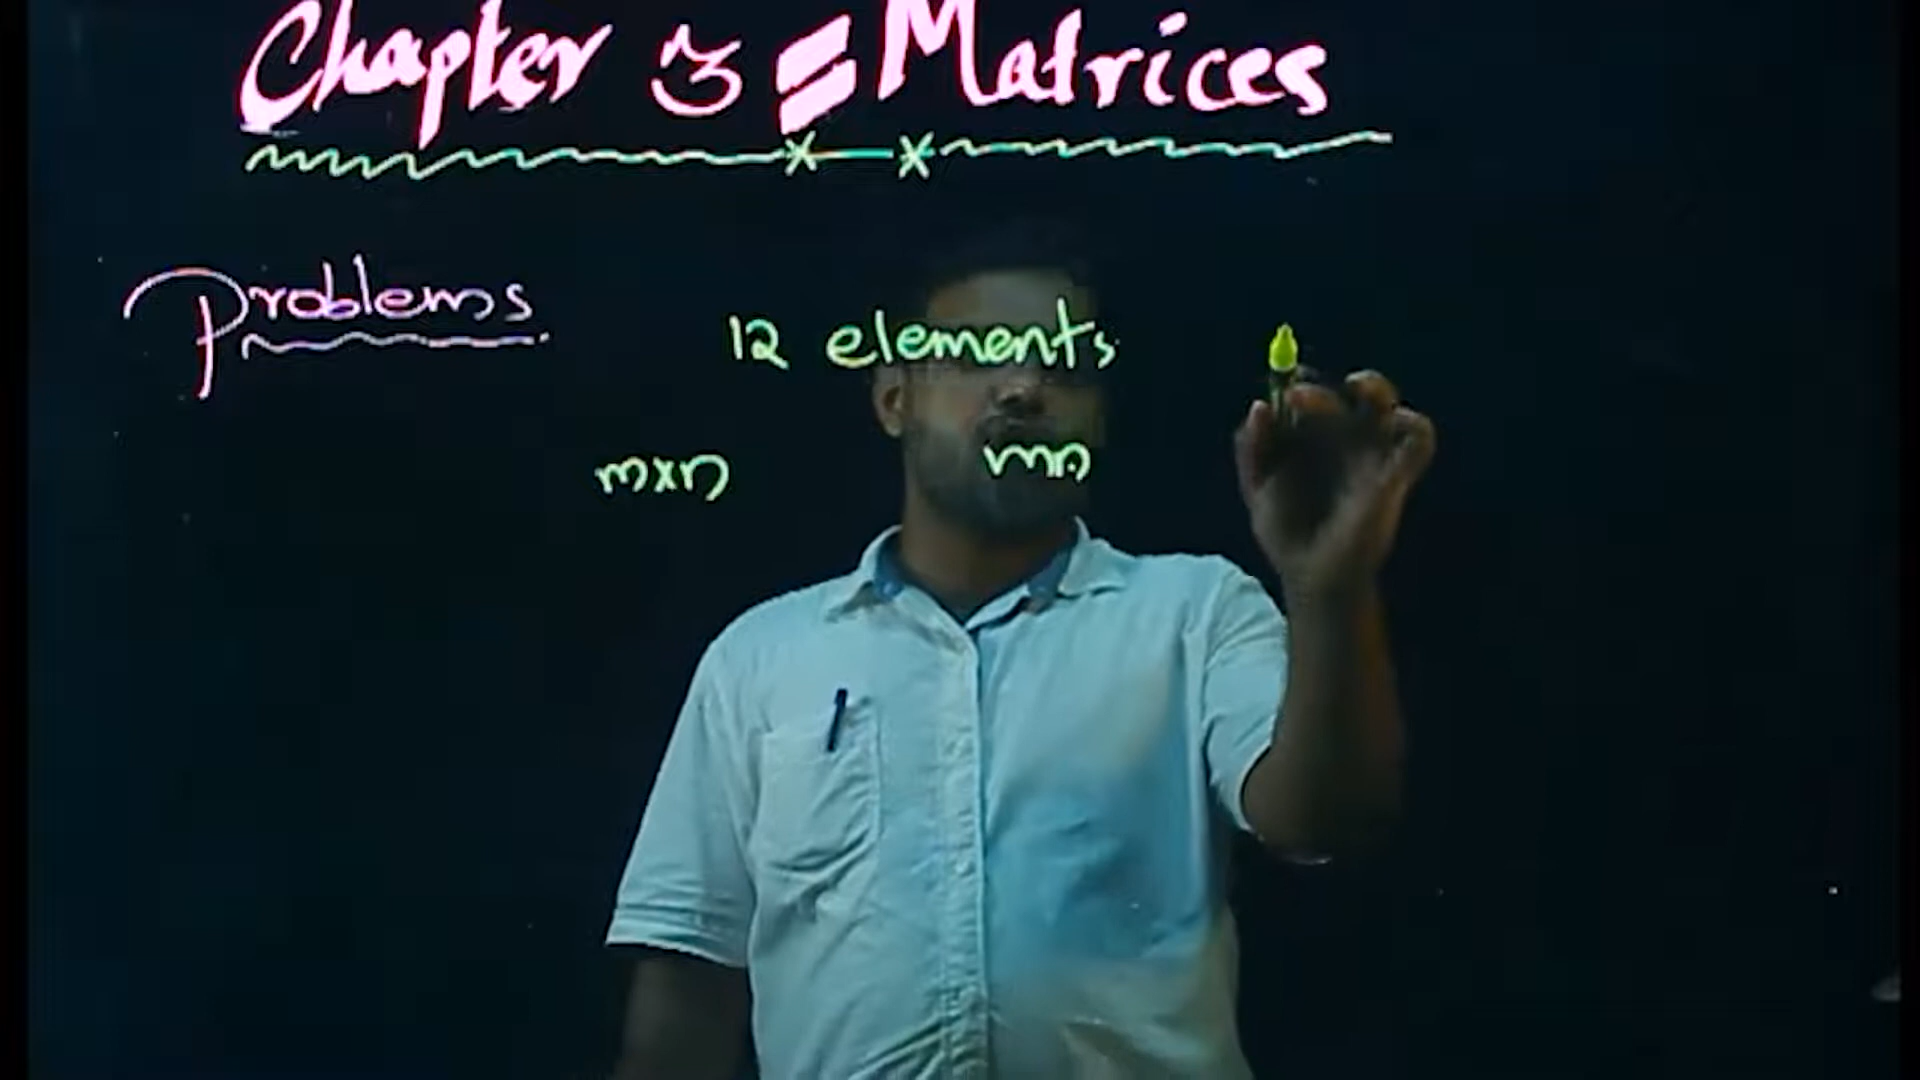 Chapter 3 = Matrices
Problems
12 elements
mxn mn